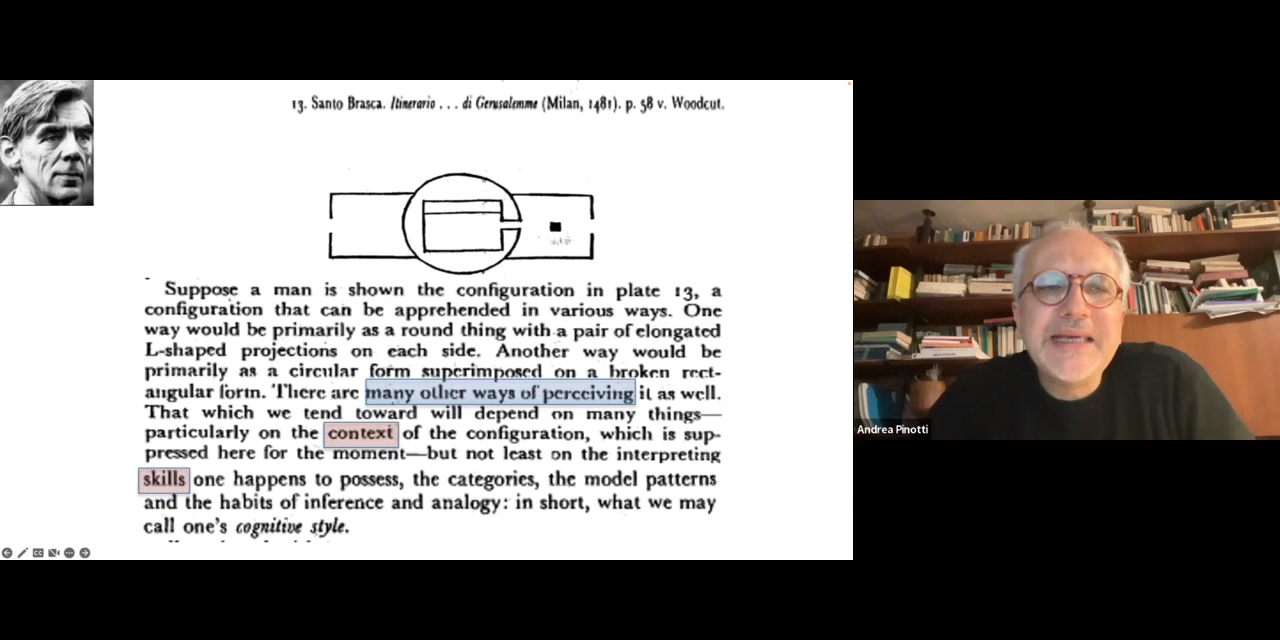 13. Santo Brasca. Itinerario . . . di Gerusalemme (Milan, 1481). p. 58 v. Woodcut.
Suppose a man is shown the configuration in plate 13, a
configuration that can be apprehended in various ways. One
way would be primarily as a round thing with a pair of elongated
L-shaped projections on each side. Another way would be
primarily as a circular form superimposed on a broken rect-
angular form. There are many other ways of perceiving it as well.
That which we tend toward will depend on many things—
particularly on the context of the configuration, which is sup-
pressed here for the moment—but not least on the interpreting
skills one happens to possess, the categories, the model patterns
and the habits of inference and analogy: in short, what we may
call one's cognitive style.
Andrea Pinotti